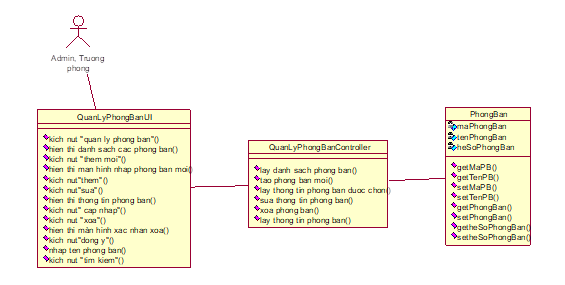 Admin, Truong
phong
QuanLyPhongBanUI
kich nut "quan ly phong ban"()
hien thi danh sach cac phong ban()
kich nut "them moi"()
hien thi man hinh nhap phong ban moi()
kich nut"them"()
kich nut"sua"()
hien thi thong tin phong ban()
kich nut" cap nhap"()
kich nut "xoa"()
hien thi màn hinh xac nhan xoa()
kich nut"dong y"()
nhap ten phong ban()
kich nut "tim kiem"()
QuanLyPhongBanController
lay danh sach phong ban()
tao phong ban moi()
lay thong tin phong ban duoc chon()
sua thong tin phong ban()
xoa phong ban()
lay thong tin phong ban()
PhongBan
maPhongBan
tenPhongBan
heSoPhongBan
getMaPB()
getTenPB()
setMaPB()
setTenPB()
getPhongBan()
setPhongBan()
getheSoPhongBan()
setheSoPhongBan()